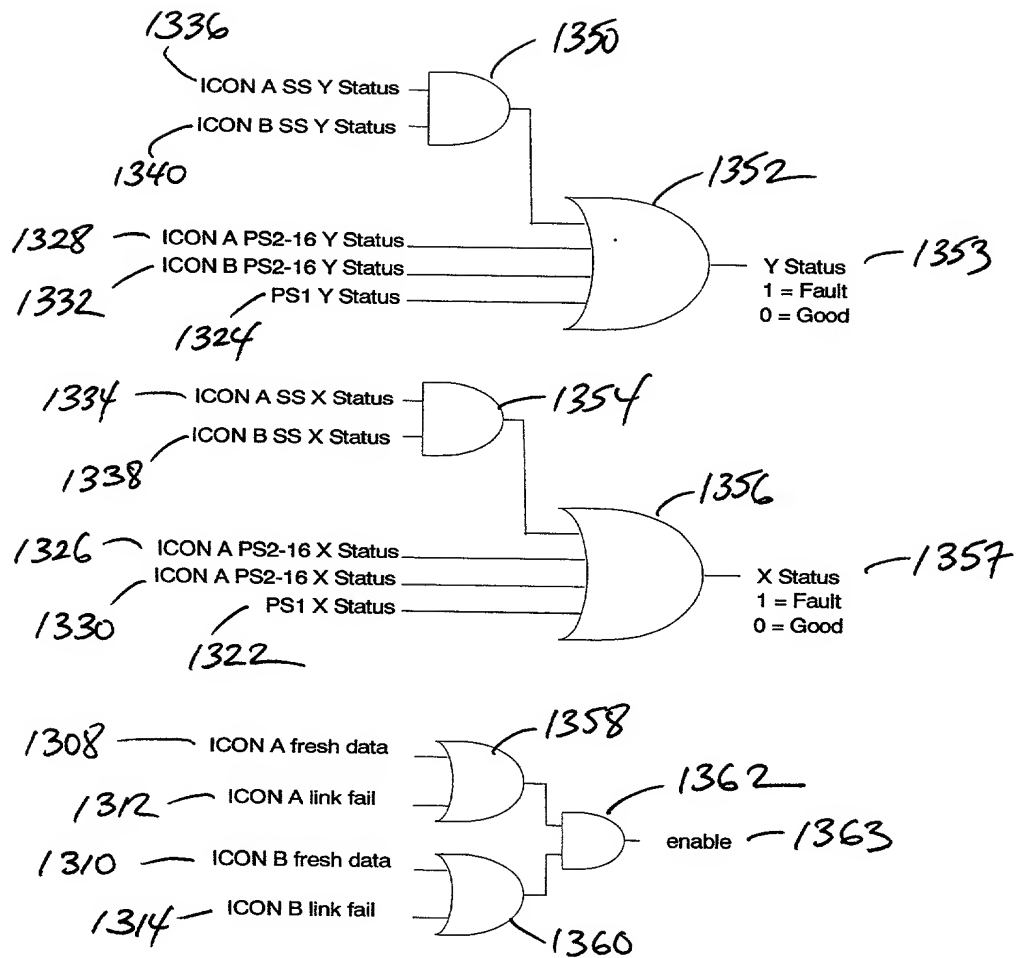 1336
1350
ICON A SS Y Status
ICON B SS Y Status
1340
1352
1328 ICON A PS2-16 Y Status
1332 ICON B PS2-16 Y Status
PS1 Y Status
1324
Y Status 1353
1 = Fault
0 = Good
1334 ICON A SS X Status
1354
ICON B SS X Status
1338
1356
1326 ICON A PS2-16 X Status
ICON A PS2-16 X Status
1330
PS1 X Status
1322
X Status 1357
1 = Fault
0 = Good
1358
1308 ICON A fresh data
1362
1312 ICON A link fail
enable 1363
1310 ICON B fresh data
1314 ICON B link fail
1360